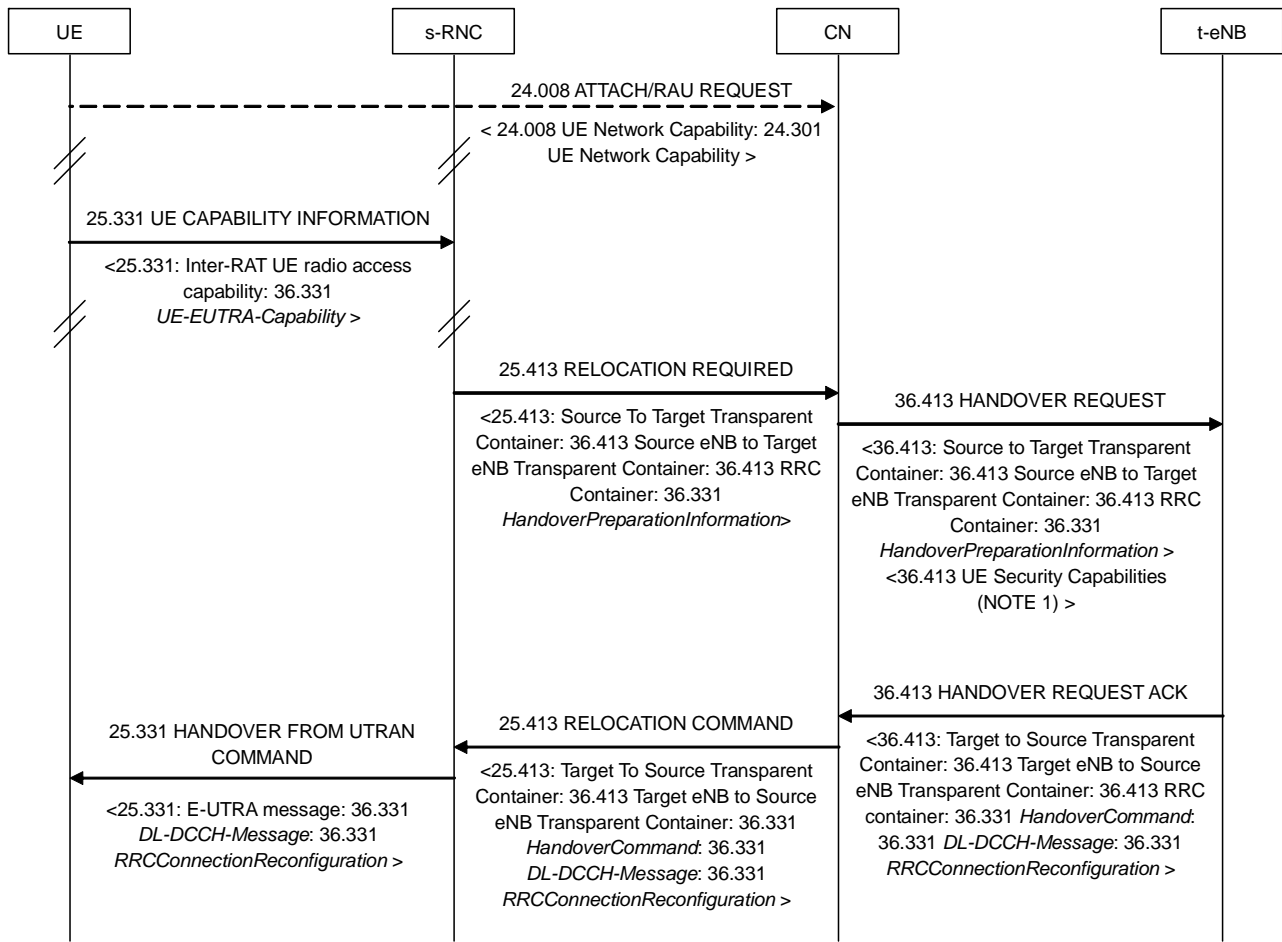 UE
s-RNC
CN
t-eNB
24.008 ATTACH/RAU REQUEST
< 24.008 UE Network Capability: 24.301
UE Network Capability >
25.331 UE CAPABILITY INFORMATION
<25.331: Inter-RAT UE radio access
capability: 36.331
UE-EUTRA-Capability >
25.413 RELOCATION REQUIRED
<25.413: Source To Target Transparent
Container: 36.413 Source eNB to Target
eNB Transparent Container: 36.413 RRC
Container: 36.331
HandoverPreparationInformation>
36.413 HANDOVER REQUEST
<36.413: Source to Target Transparent
Container: 36.413 Source eNB to Target
eNB Transparent Container: 36.413 RRC
Container: 36.331
HandoverPreparationInformation >
<36.413 UE Security Capabilities
(NOTE 1) >
36.413 HANDOVER REQUEST ACK
<36.413: Target to Source Transparent
Container: 36.413 Target eNB to Source
eNB Transparent Container: 36.413 RRC
container: 36.331 HandoverCommand:
36.331 DL-DCCH-Message: 36.331
RRCConnectionReconfiguration >
25.413 RELOCATION COMMAND
<25.413: Target To Source Transparent
Container: 36.413 Target eNB to Source
eNB Transparent Container: 36.331
HandoverCommand: 36.331
DL-DCCH-Message: 36.331
RRCConnectionReconfiguration >
25.331 HANDOVER FROM UTRAN
COMMAND
<25.331: E-UTRA message: 36.331
DL-DCCH-Message: 36.331
RRCConnectionReconfiguration >